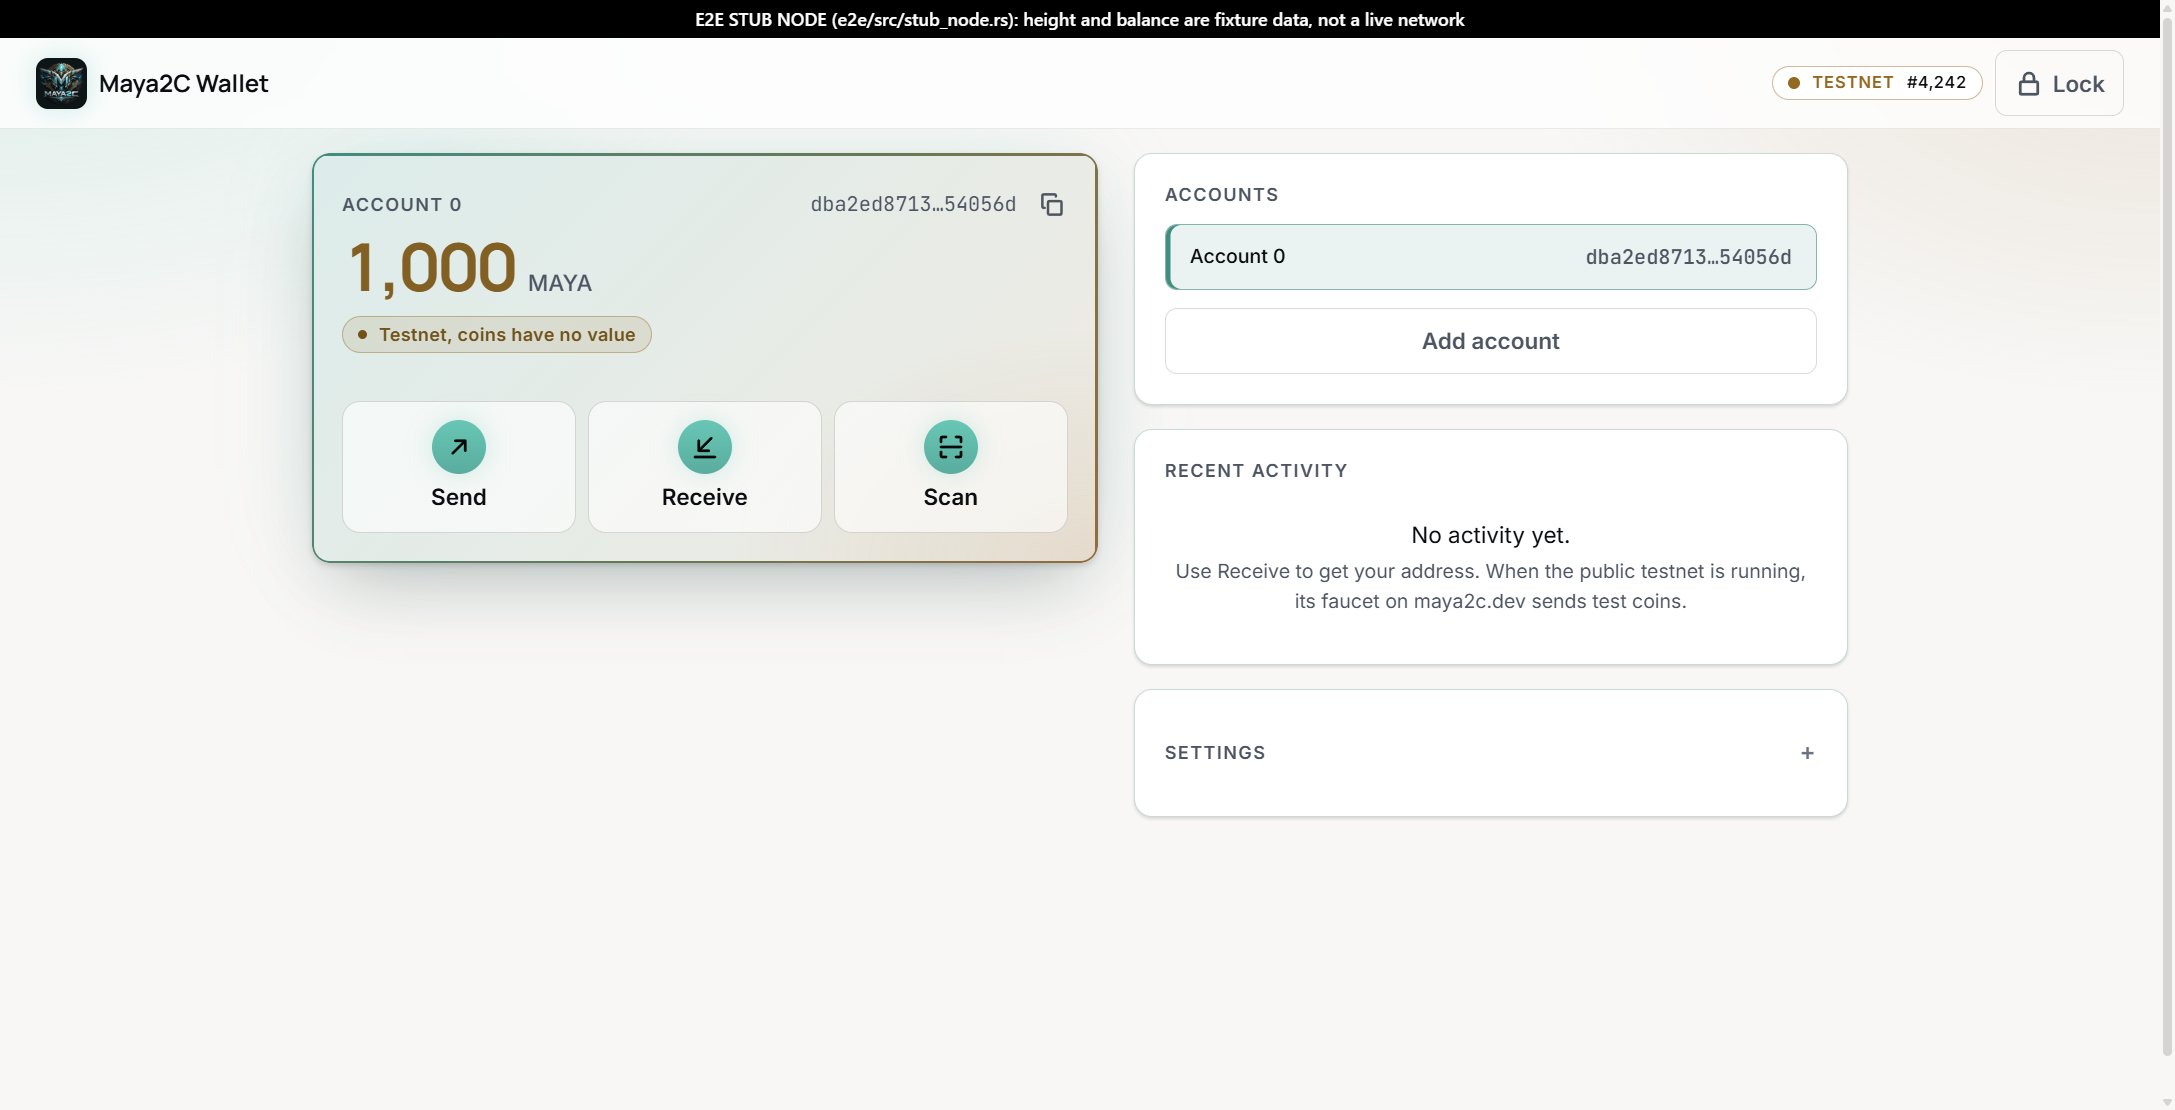 E2E STUB NODE (e2e/src/stub_node.rs): height and balance are fixture data, not a live network
MAYA2C
Maya2C Wallet
TESTNET #4,242
Lock
ACCOUNT 0
dba2ed8713…54056d
1,000 MAYA
Testnet, coins have no value
Send
Receive
Scan
ACCOUNTS
Account 0
dba2ed8713…54056d
Add account
RECENT ACTIVITY
No activity yet.
Use Receive to get your address. When the public testnet is running,
its faucet on maya2c.dev sends test coins.
SETTINGS
+